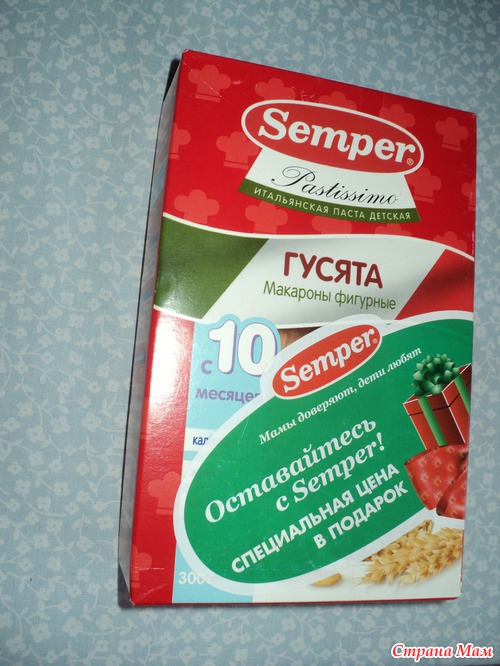 Semper®
Pastissimo
ИТАЛЬЯНСКАЯ ПАСТА ДЕТСКАЯ
ГУСЯТА
Макароны фигурные
с 10
Semper®
Мамы доверяют, дети любят
Оставайтесь
с Semper!
СПЕЦИАЛЬНАЯ ЦЕНА
В ПОДАРОК
300
Страна Мам